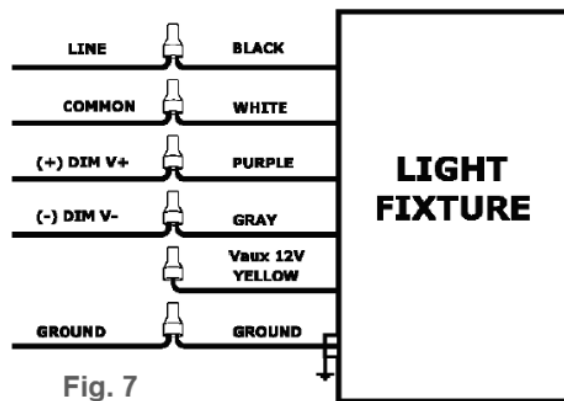 LINE
BLACK
COMMON
WHITE
(+) DIM V+
PURPLE
(-) DIM V-
GRAY
Vaux 12V
YELLOW
GROUND
GROUND
LIGHT
FIXTURE
Fig. 7